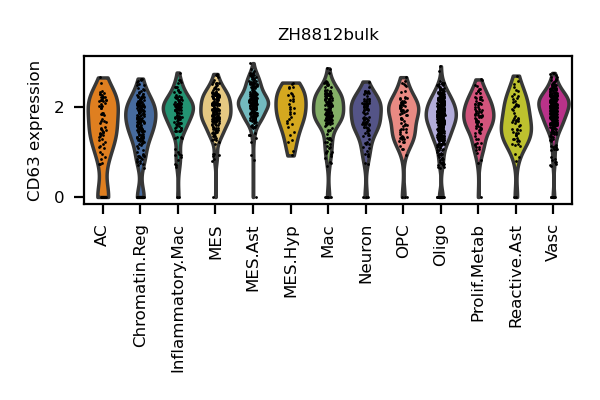 ZH8812bulk
CD63 expression
2
0
AC
Chromatin.Reg
Inflammatory.Mac
MES
MES.Ast
MES.Hyp
Mac
Neuron
OPC
Oligo
Prolif.Metab
Reactive.Ast
Vasc